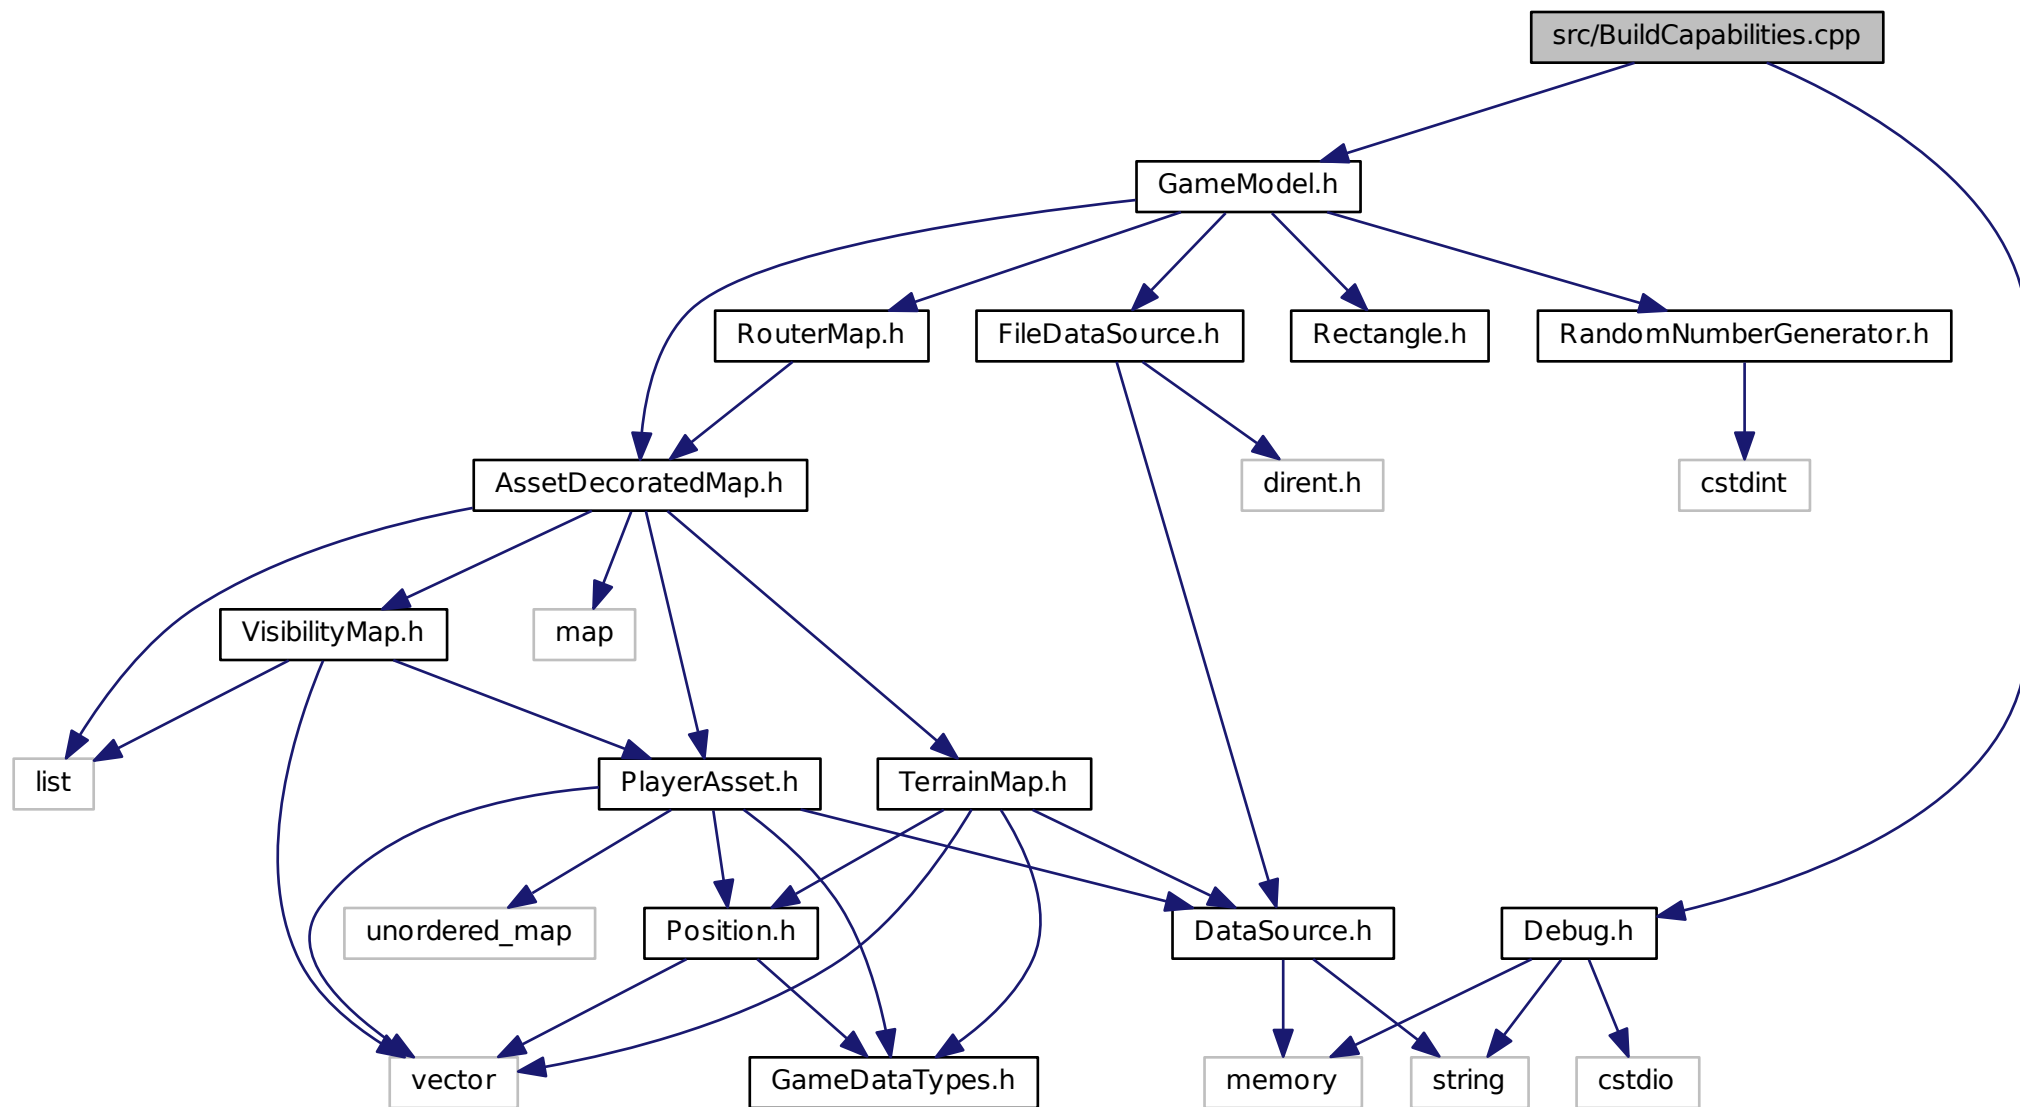 src/BuildCapabilities.cpp
GameModel.h
RouterMap.h
FileDataSource.h
Rectangle.h
RandomNumberGenerator.h
AssetDecoratedMap.h
dirent.h
cstdint
VisibilityMap.h
map
list
PlayerAsset.h
TerrainMap.h
unordered_map
Position.h
DataSource.h
Debug.h
vector
GameDataTypes.h
memory
string
cstdio